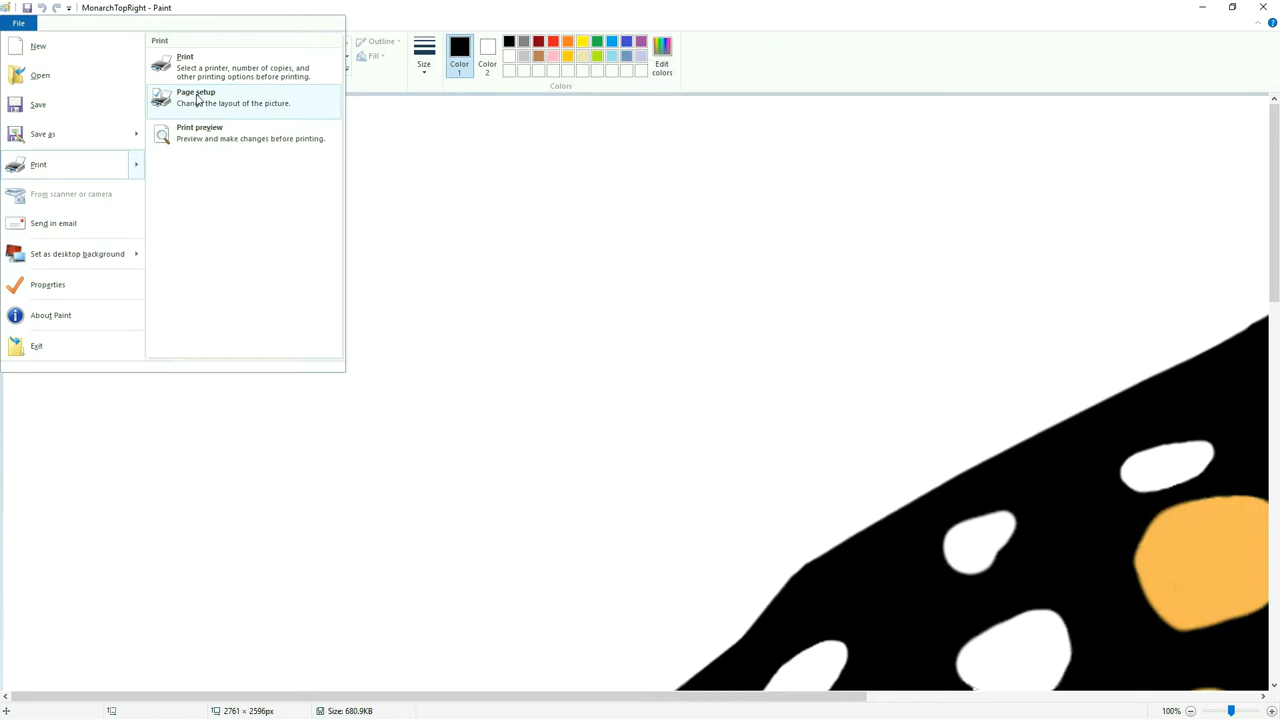 MonarchTopRight - Paint
File
New
Open
Save
Save as
Print
From scanner or camera
Send in email
Set as desktop background
Properties
About Paint
Exit
Print
Print
Select a printer, number of copies, and
other printing options before printing.
Page setup
Change the layout of the picture.
Print preview
Preview and make changes before printing.
Outline
Fill
Size
Color
1
Color
2
Edit
colors
Colors
2761 × 2596px
Size: 680.9KB
100%